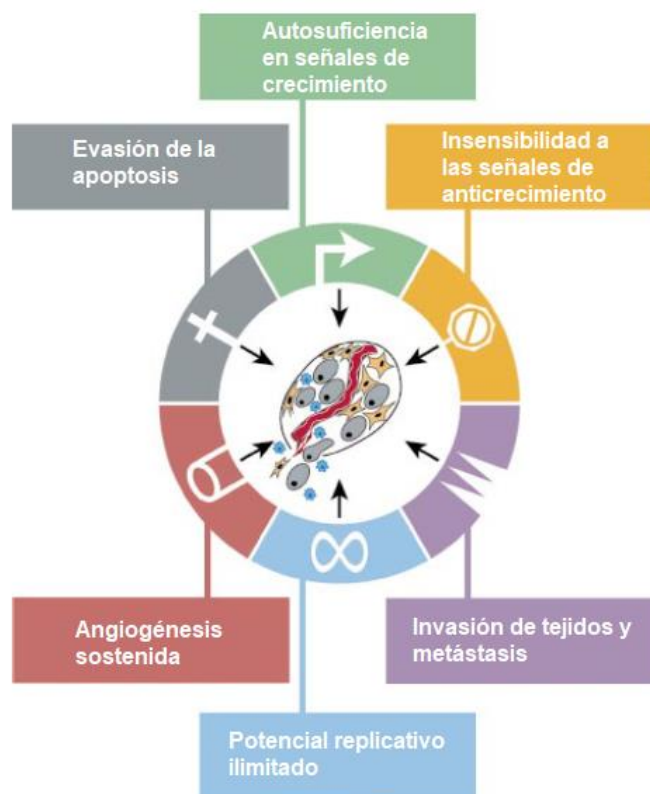 Autosuficiencia
en señales de
crecimiento
Evasión de la
apoptosis
Insensibilidad a
las señales de
anticrecimiento
Angiogénesis
sostenida
Invasión de tejidos y
metástasis
Potencial replicativo
ilimitado